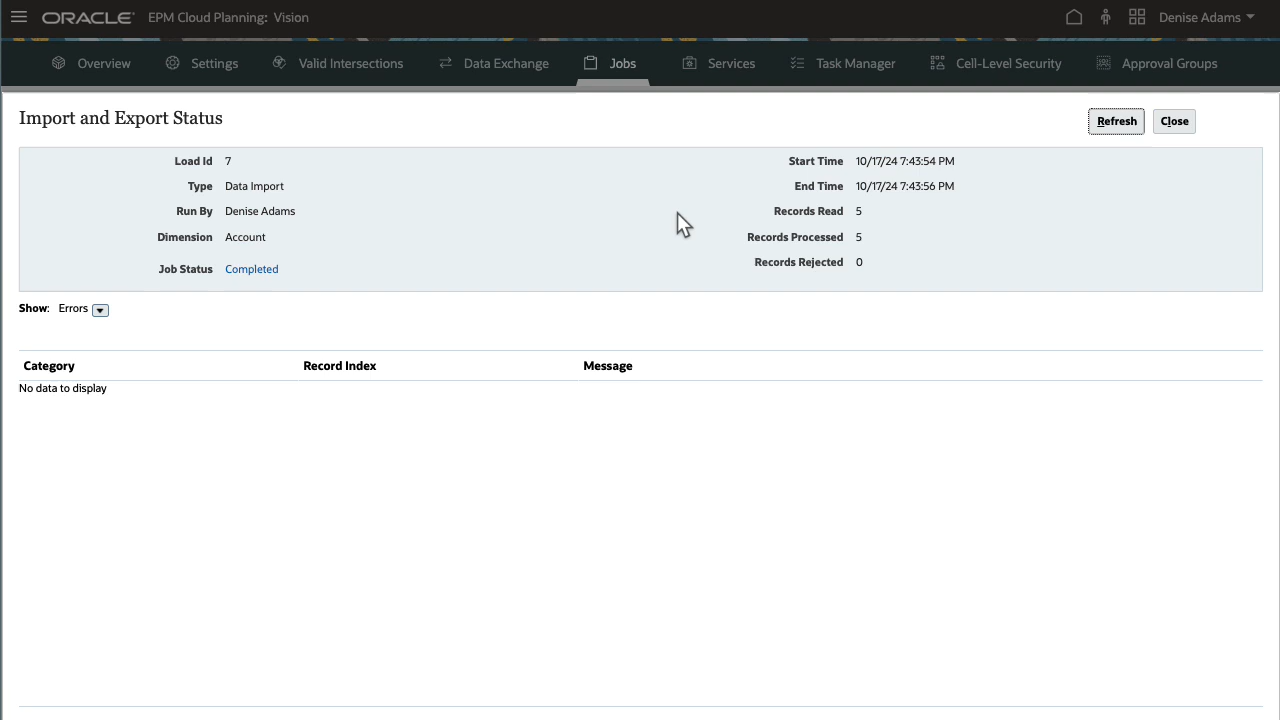 ORACLE® EPM Cloud Planning: Vision Denise Adams
Overview Settings Valid Intersections Data Exchange Jobs Services Task Manager Cell-Level Security Approval Groups
Import and Export Status
Refresh Close
Load Id 7 Start Time 10/17/24 7:43:54 PM
Type Data Import End Time 10/17/24 7:43:56 PM
Run By Denise Adams Records Read 5
Dimension Account Records Processed 5
Records Rejected 0
Job Status Completed
Show: Errors
Category Record Index Message
No data to display